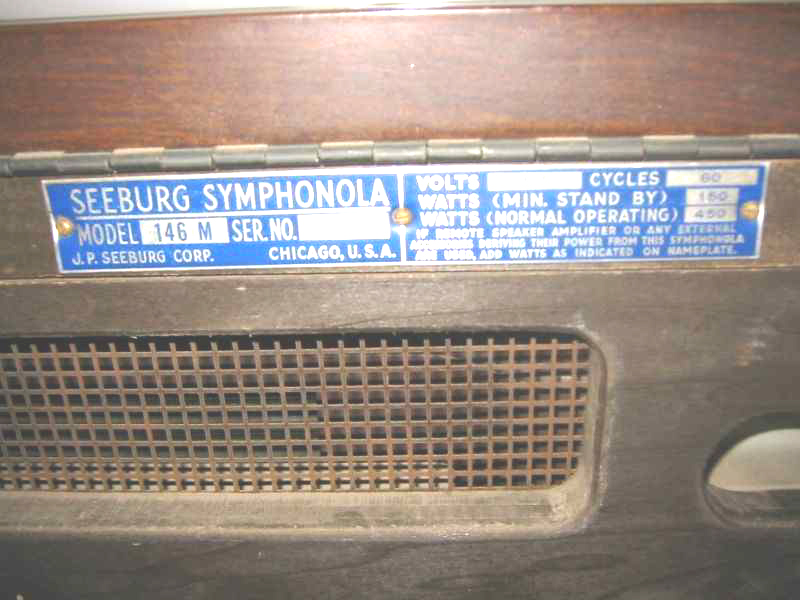 SEEBURG SYMPHONOLA
MODEL 146 M SER. NO.
J. P. SEEBURG CORP. CHICAGO, U. S. A.
VOLTS CYCLES 60
WATTS (MIN. STAND BY) 150
WATTS (NORMAL OPERATING) 450
IF REMOTE SPEAKER AMPLIFIER OR ANY EXTERNAL
DERIVING THEIR POWER FROM THIS SYMPHONOLA
ARE USED, ADD WATTS AS INDICATED ON NAMEPLATE.